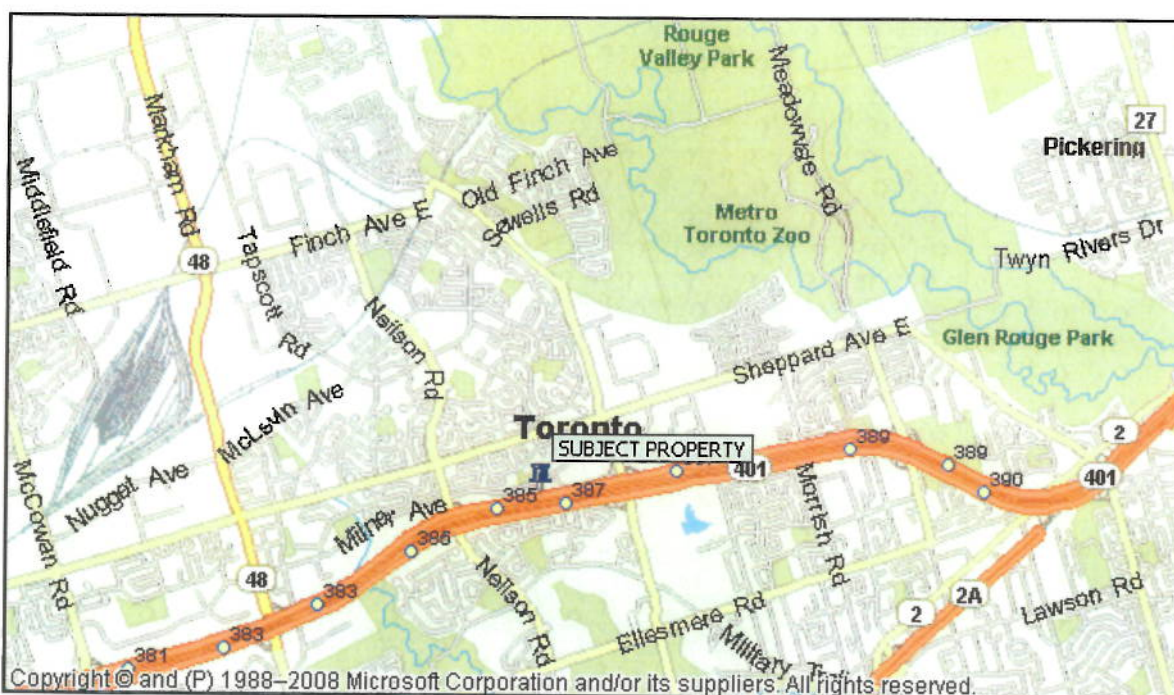 Rouge
Valley Park
Meadowvale Rd
27
Pickering
Markham Rd
Middlefield Rd
Old Finch Ave
Sewells Rd
Finch Ave E
Metro
Toronto Zoo
Twyn Rivers Dr
48
Tapscott Rd
Neilson Rd
Glen Rouge Park
Sheppard Ave E
McLevin Ave
Toronto
SUBJECT PROPERTY
2
389
389
401
401
390
Nugget Ave
McCowan Rd
Milner Ave
385
387
386
Morrish Rd
48
383
Neilson Rd
Ellesmere Rd
2
2A
Lawson Rd
383
381
Military
Copyright © and (P) 1988–2008 Microsoft Corporation and/or its suppliers. All rights reserved.